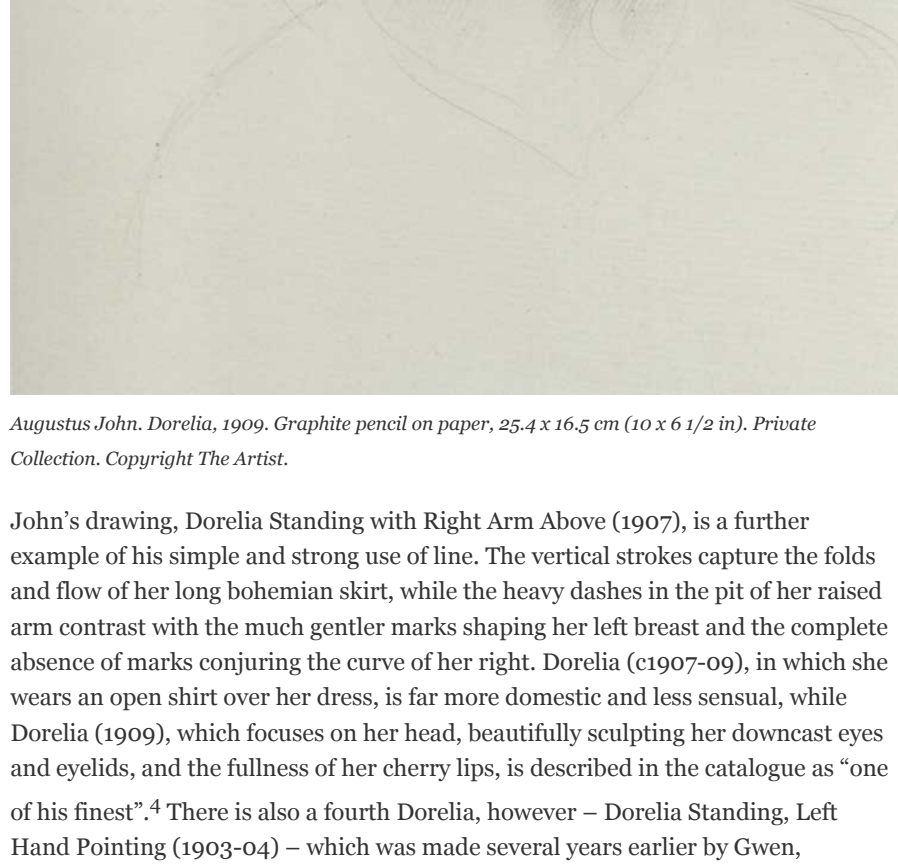 Augustus John. Dorelia, 1909. Graphite pencil on paper, 25.4 x 16.5 cm (10 x 6 1/2 in). Private
Collection. Copyright The Artist.
John’s drawing, Dorelia Standing with Right Arm Above (1907), is a further
example of his simple and strong use of line. The vertical strokes capture the folds
and flow of her long bohemian skirt, while the heavy dashes in the pit of her raised
arm contrast with the much gentler marks shaping her left breast and the complete
absence of marks conjuring the curve of her right. Dorelia (c1907-09), in which she
wears an open shirt over her dress, is far more domestic and less sensual, while
Dorelia (1909), which focuses on her head, beautifully sculpting her downcast eyes
and eyelids, and the fullness of her cherry lips, is described in the catalogue as “one
of his finest”.4 There is also a fourth Dorelia, however – Dorelia Standing, Left
Hand Pointing (1903-04) – which was made several years earlier by Gwen,